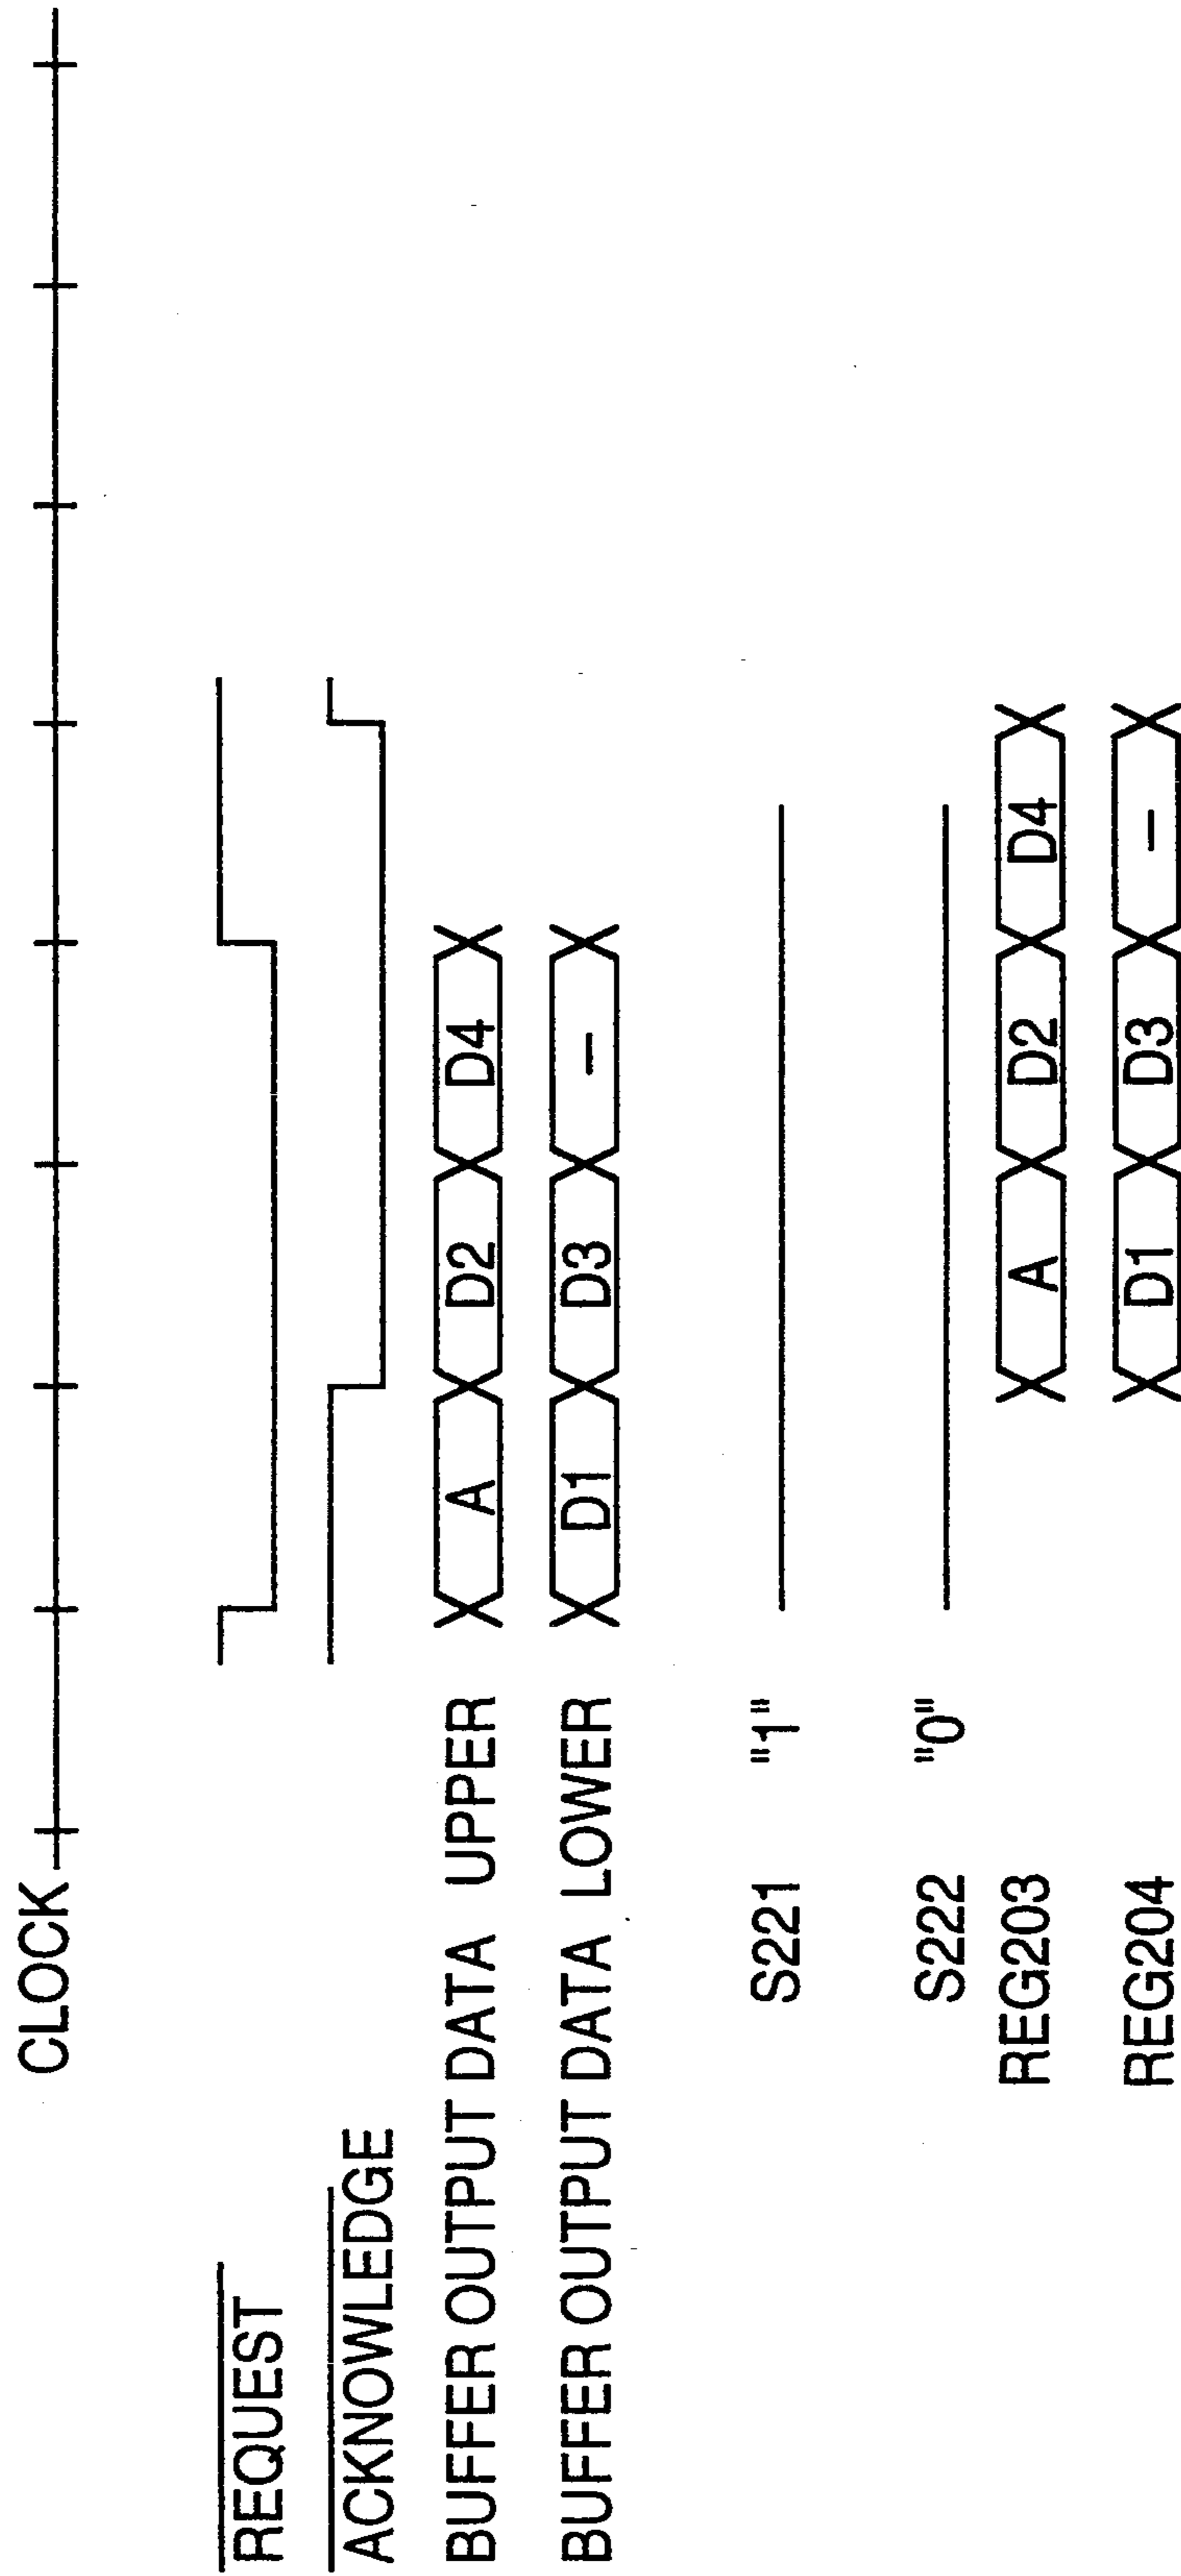 CLOCK
REQUEST
ACKNOWLEDGE
BUFFER OUTPUT DATA UPPER A D2 D4
BUFFER OUTPUT DATA LOWER D1 D3 –
S221 "1"
S222 "0"
REG203 A D2 D4
REG204 D1 D3 –